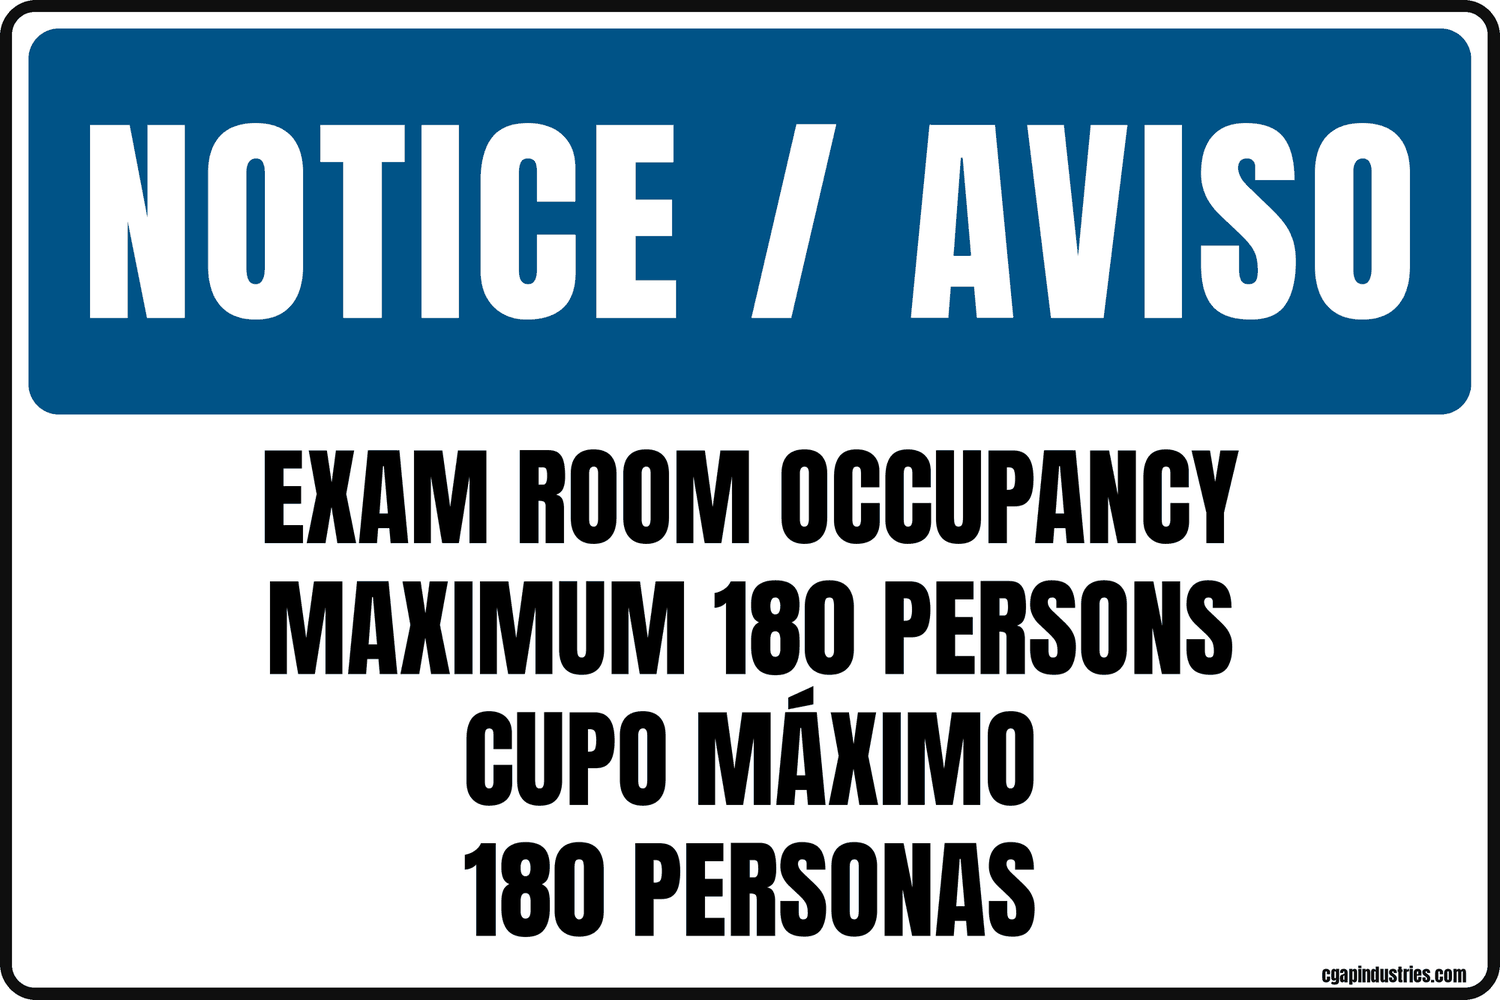 NOTICE / AVISO
EXAM ROOM OCCUPANCY
MAXIMUM 180 PERSONS
CUPO MÁXIMO
180 PERSONAS
cgapindustries.com